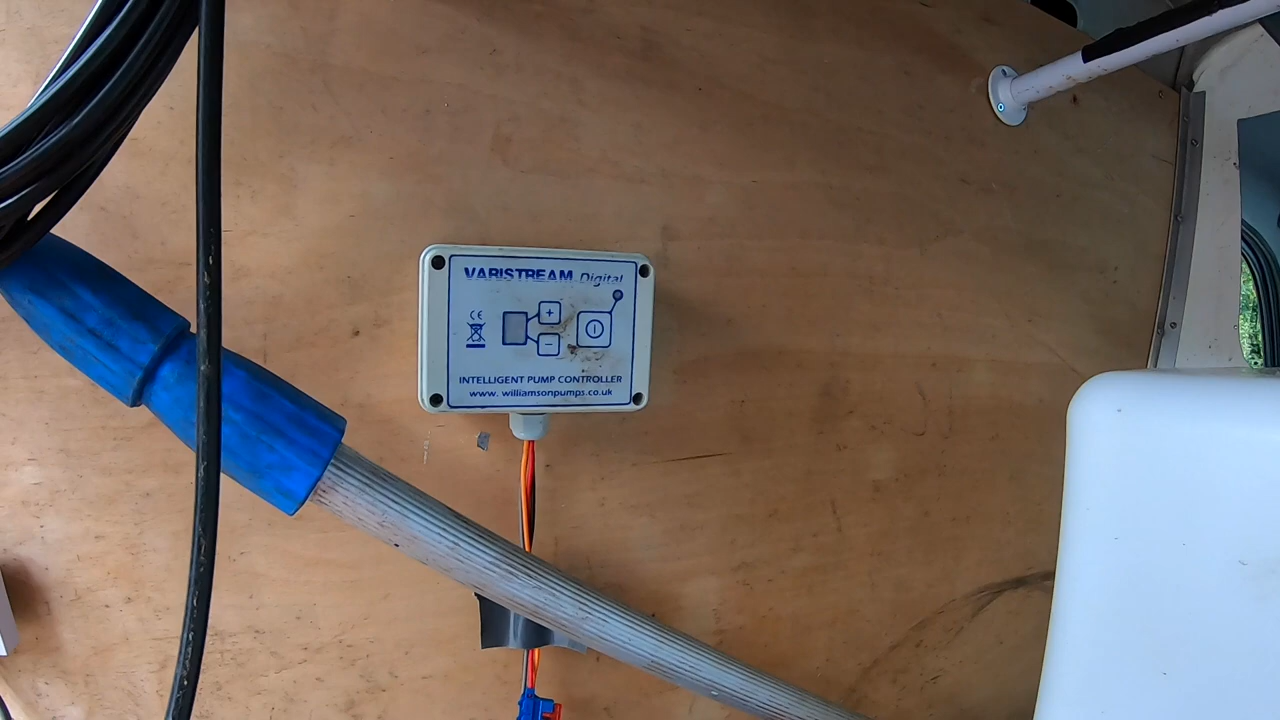 VARISTREAM Digital
CE
+
−
INTELLIGENT PUMP CONTROLLER
www.williamsonpumps.co.uk